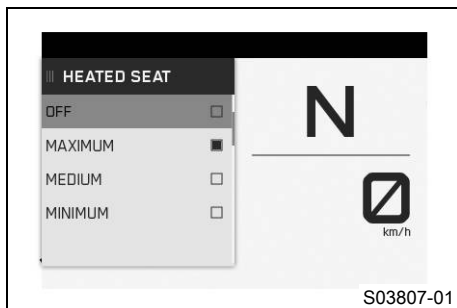 HEATED SEAT
OFF
MAXIMUM
MEDIUM
MINIMUM
N
0
km/h
S03807-01